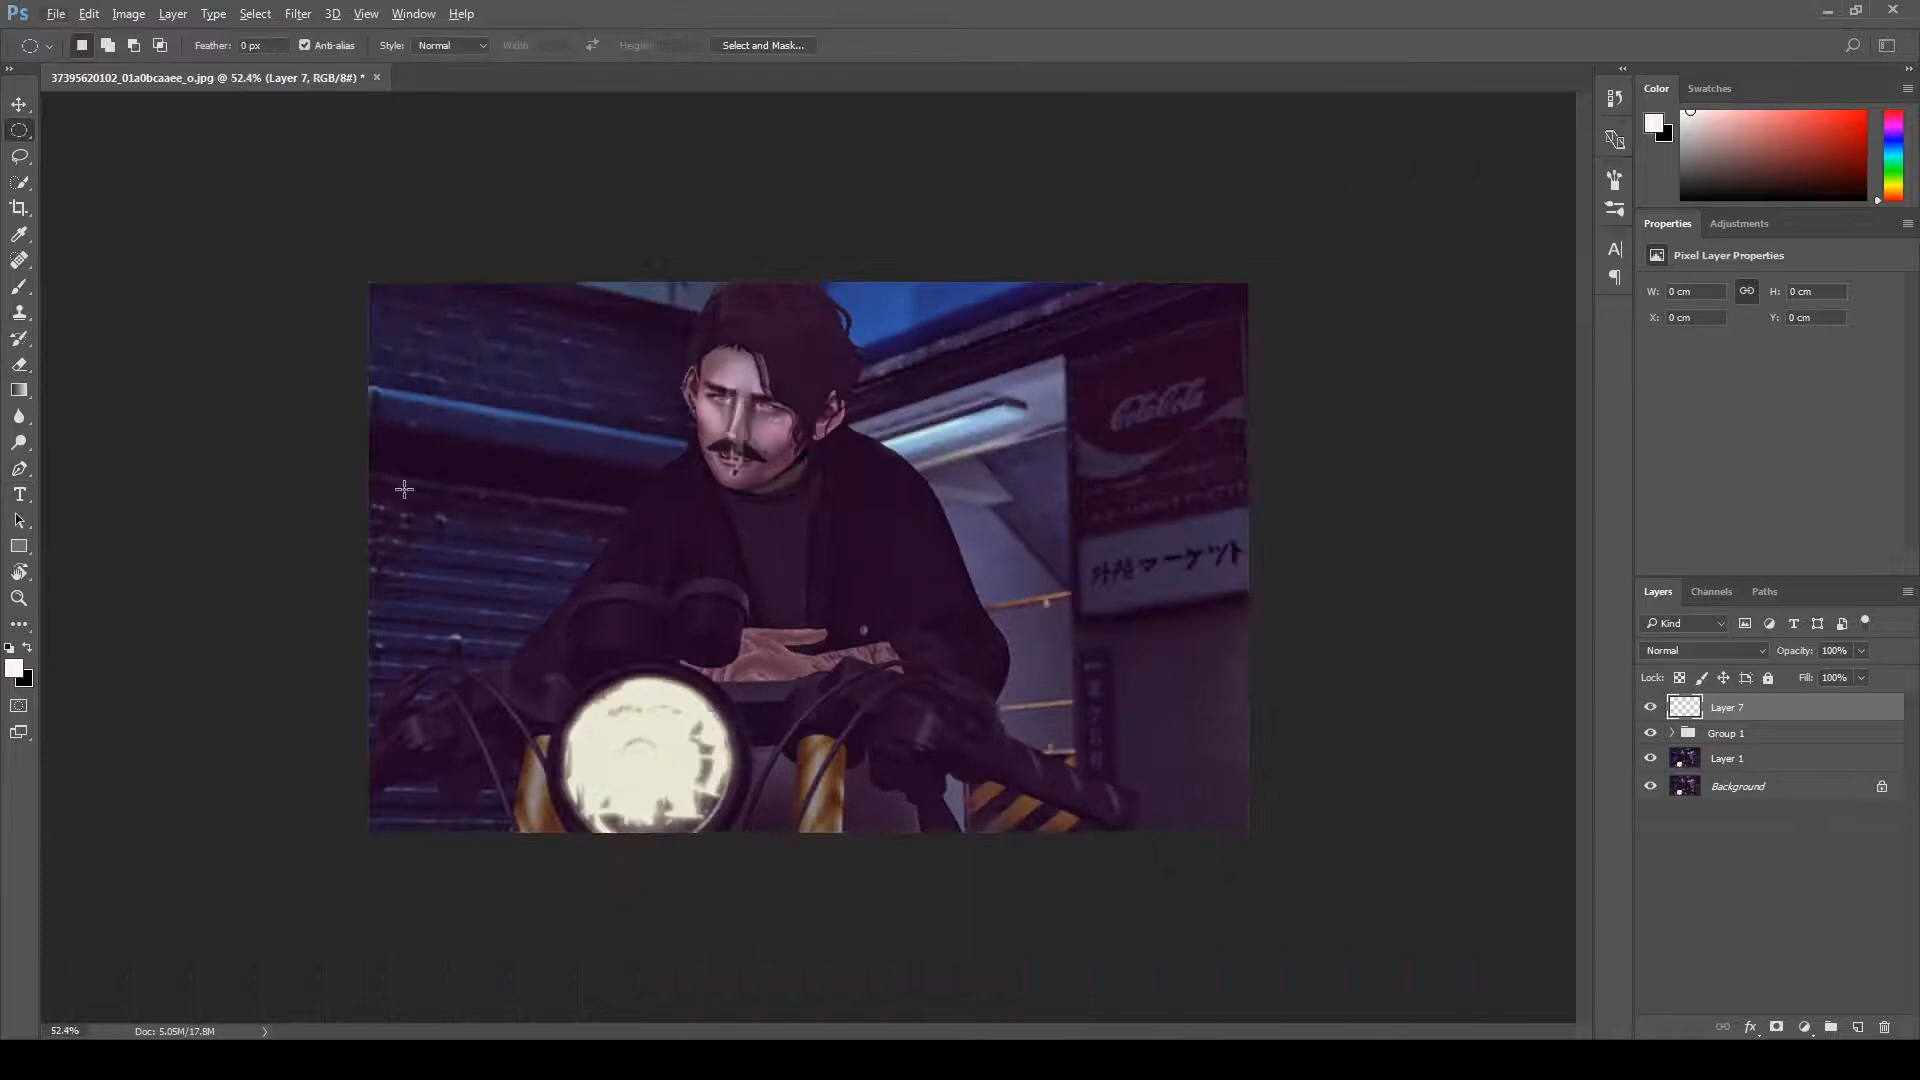 Ps File Edit Image Layer Type Select Filter 3D View Window Help
Feather: 0 px Anti-alias Style: Normal Width Height: Select and Mask...
37395620102_01a0bcaaee_o.jpg @ 52.4% (Layer 7, RGB/8#) *
Color Swatches
Properties Adjustments
Pixel Layer Properties
W: 0 cm H: 0 cm
X: 0 cm Y: 0 cm
Coca-Cola
マーケット
Layers Channels Paths
Kind
Normal Opacity: 100%
Lock: Fill: 100%
Layer 7
Group 1
Layer 1
Background
52.4% Doc: 5.05M/17.8M